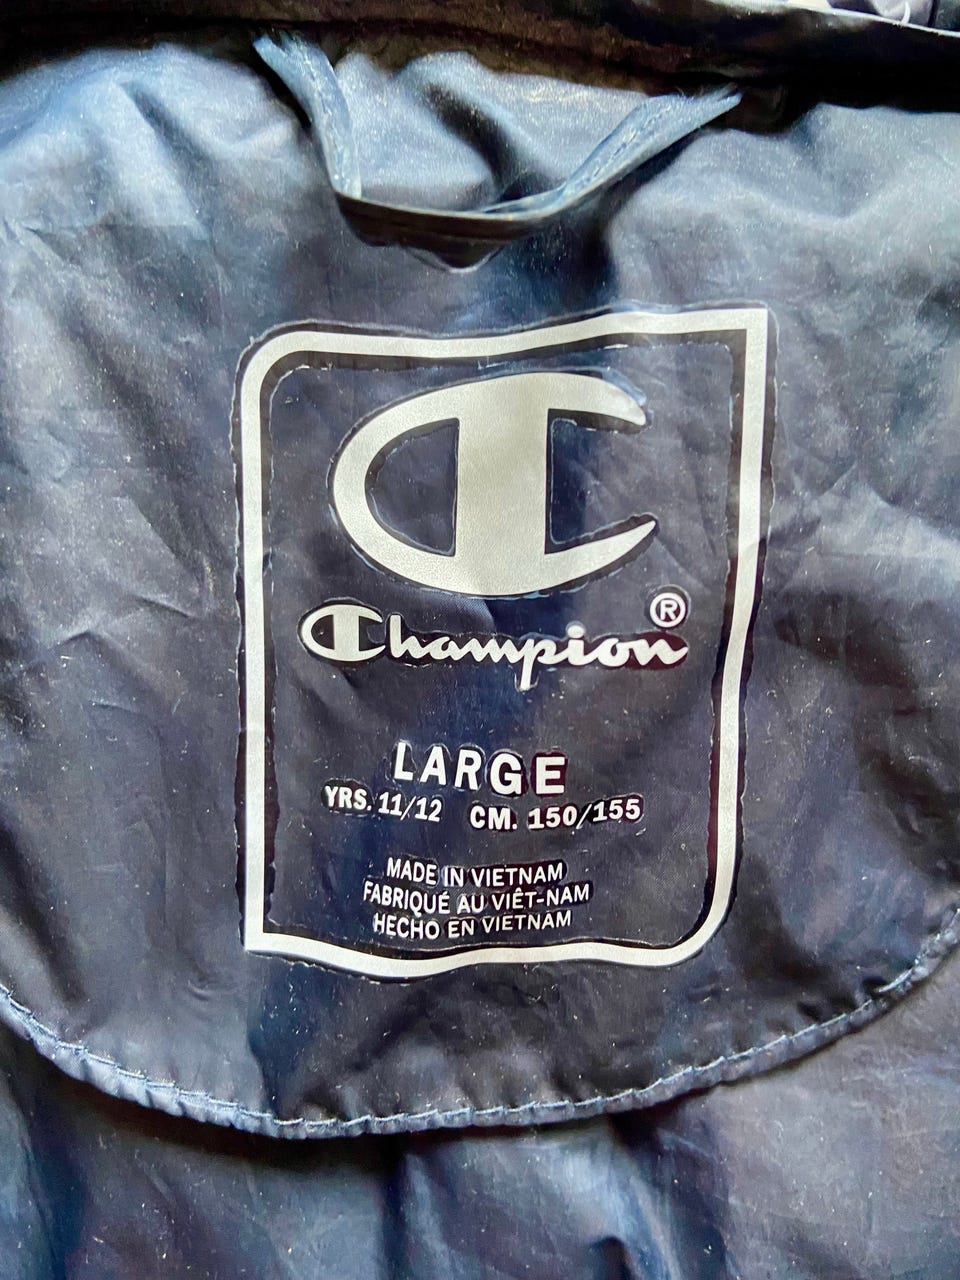 C
Champion®
LARGE
YRS. 11/12 CM. 150/155
MADE IN VIETNAM
FABRIQUÉ AU VIÊT-NAM
HECHO EN VIETNAM